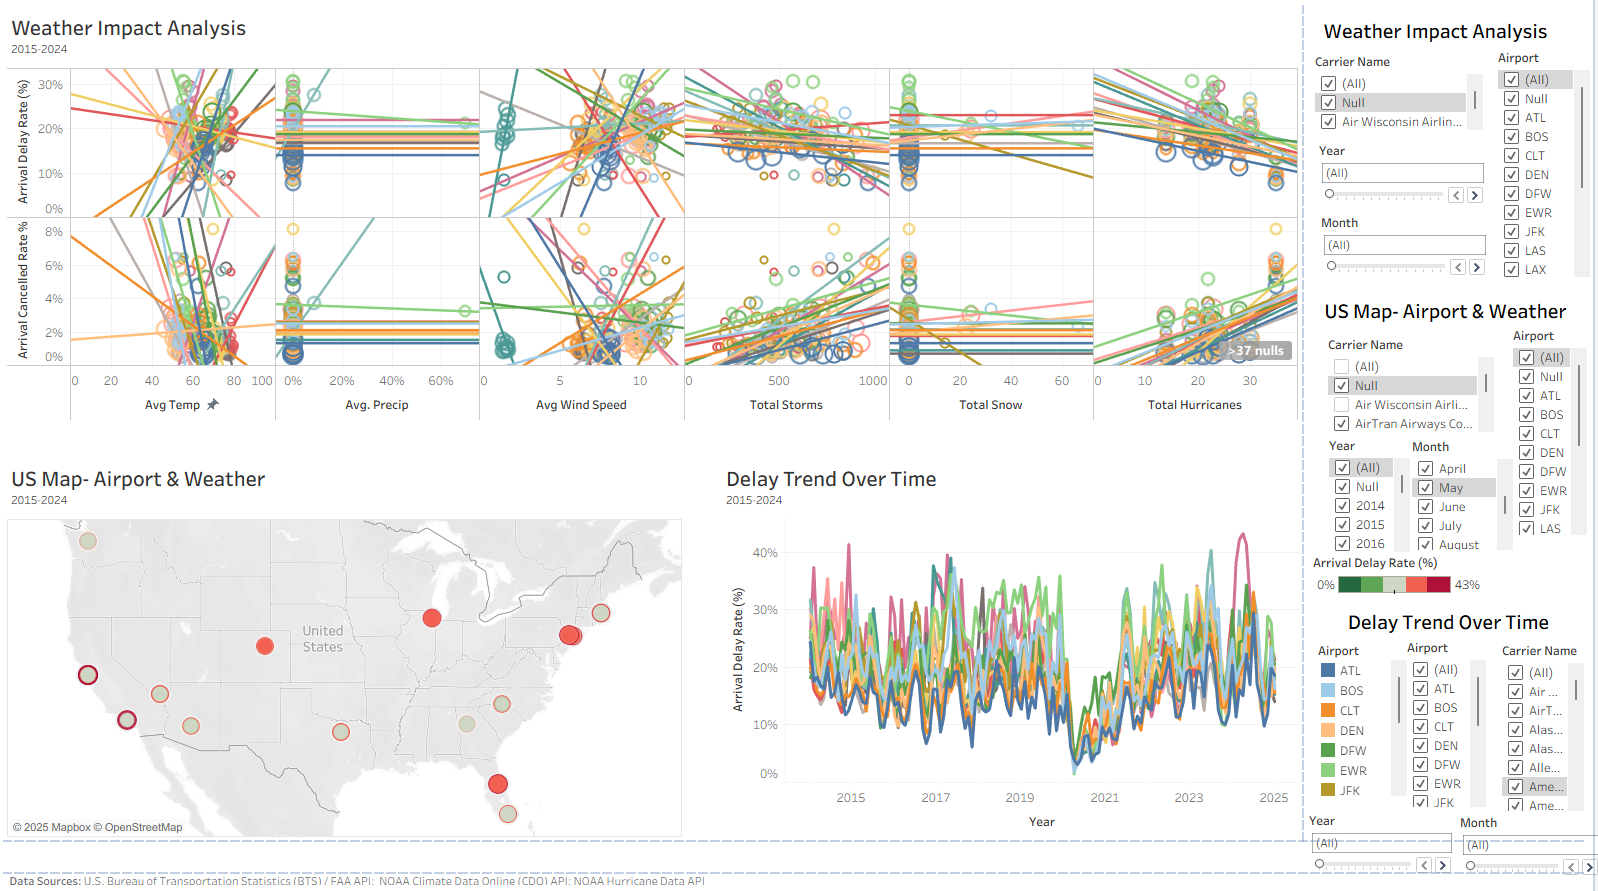 Weather Impact Analysis
2015-2024
Arrival Delay Rate (%)
30%
20%
10%
0%
Arrival Cancelled Rate %
8%
6%
4%
2%
0%
>37 nulls
0 20 40 60 80 100
0% 20% 40% 60%
0 5 10
0 500 1000
0 20 40 60
0 10 20 30
Avg Temp
Avg. Precip
Avg Wind Speed
Total Storms
Total Snow
Total Hurricanes
US Map- Airport & Weather
2015-2024
United
States
© 2025 Mapbox © OpenStreetMap
Delay Trend Over Time
2015-2024
Arrival Delay Rate (%)
40%
30%
20%
10%
0%
2015 2017 2019 2021 2023 2025
Year
Data Sources: U.S. Bureau of Transportation Statistics (BTS) / FAA API; NOAA Climate Data Online (CDO) API; NOAA Hurricane Data API
Weather Impact Analysis
Carrier Name
(All)
Null
Air Wisconsin Airlin...
Year
(All)
Month
(All)
Airport
(All)
Null
ATL
BOS
CLT
DEN
DFW
EWR
JFK
LAS
LAX
US Map- Airport & Weather
Carrier Name
(All)
Null
Air Wisconsin Airli...
AirTran Airways Co...
Year
(All)
Null
2014
2015
2016
Month
April
May
June
July
August
Airport
(All)
Null
ATL
BOS
CLT
DEN
DFW
EWR
JFK
LAS
Arrival Delay Rate (%)
0% 43%
Delay Trend Over Time
Airport
ATL
BOS
CLT
DEN
DFW
EWR
JFK
Airport
(All)
ATL
BOS
CLT
DEN
DFW
EWR
JFK
Carrier Name
(All)
Air ...
AirT...
Alas...
Alas...
Alle...
Ame...
Ame...
Year
(All)
Month
(All)